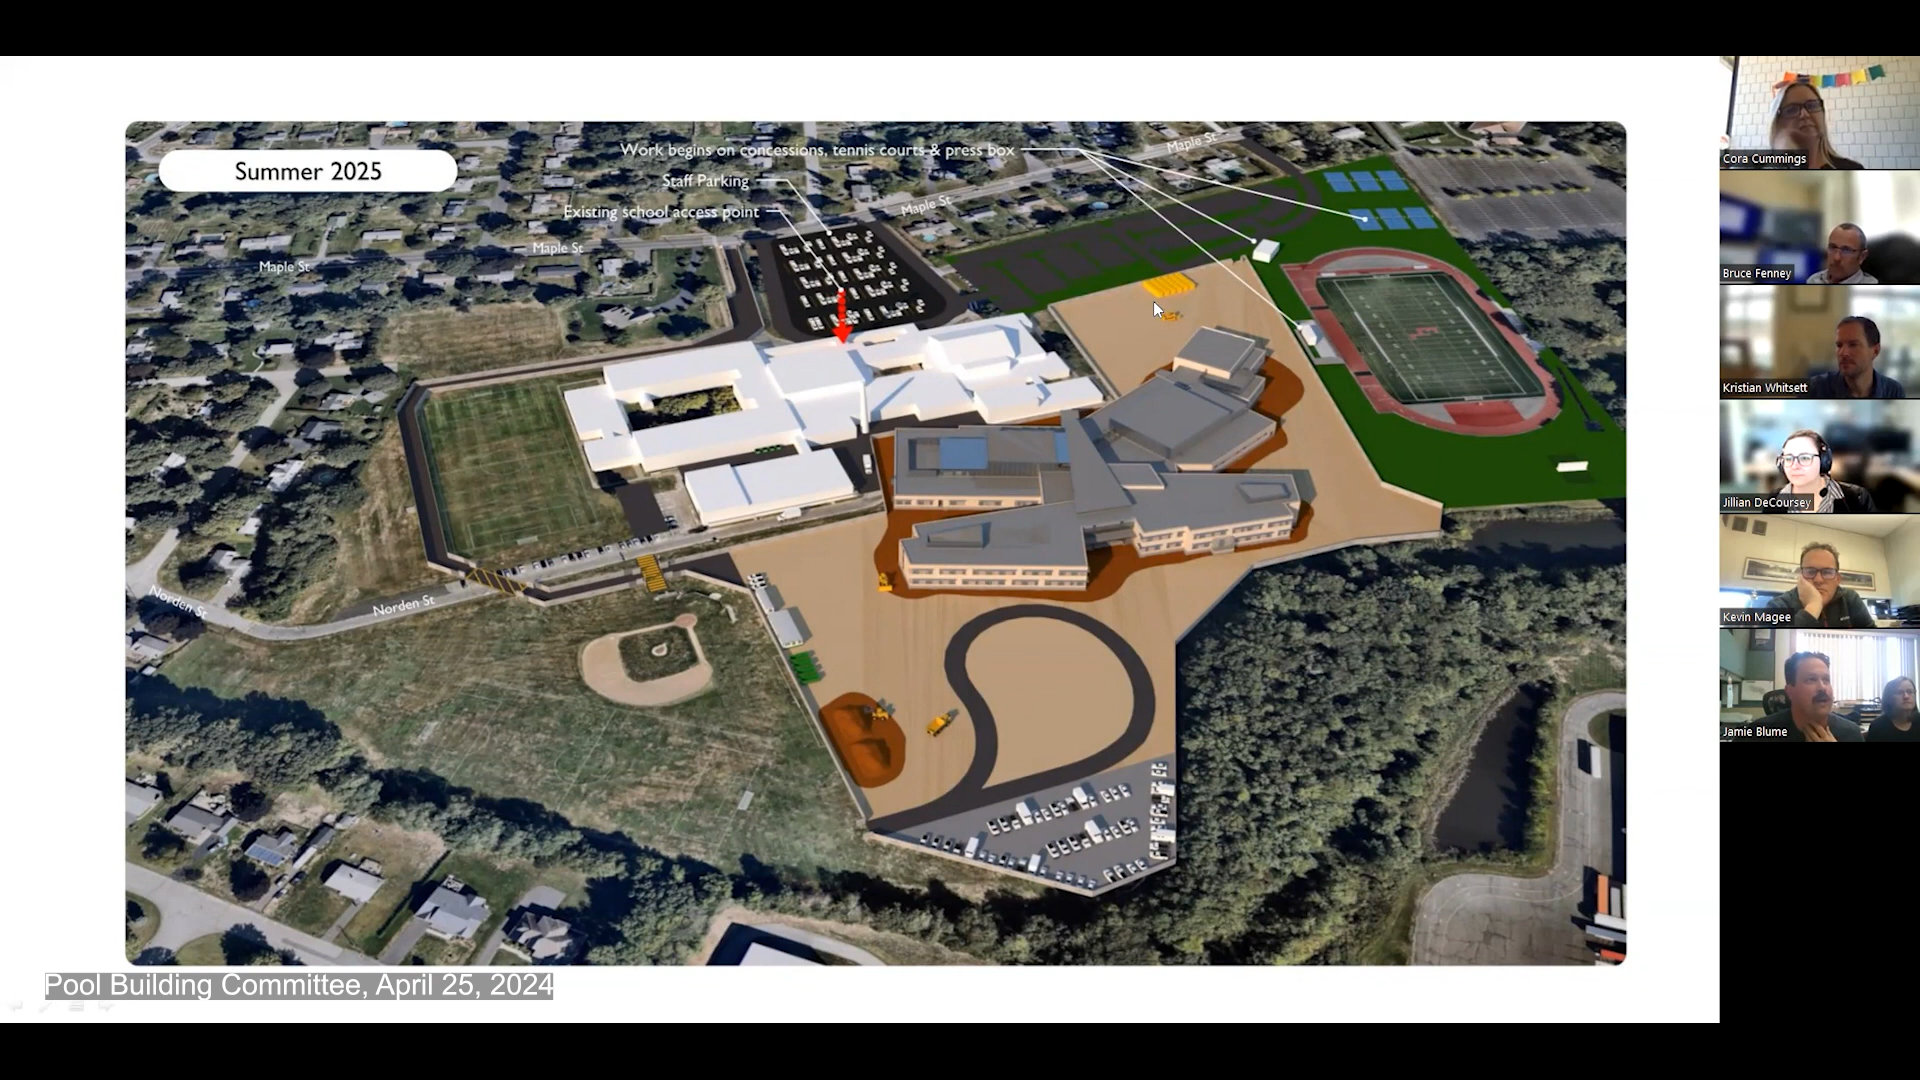 Summer 2025
Work begins on concessions, tennis courts & press box
Staff Parking
Existing school access point
Maple St
Maple St
Maple St
Maple St
Norden St
Norden St
Pool Building Committee, April 25, 2024
Cora Cummings
Bruce Fenney
Kristian Whitsett
Jillian DeCoursey
Kevin Magee
Jamie Blume